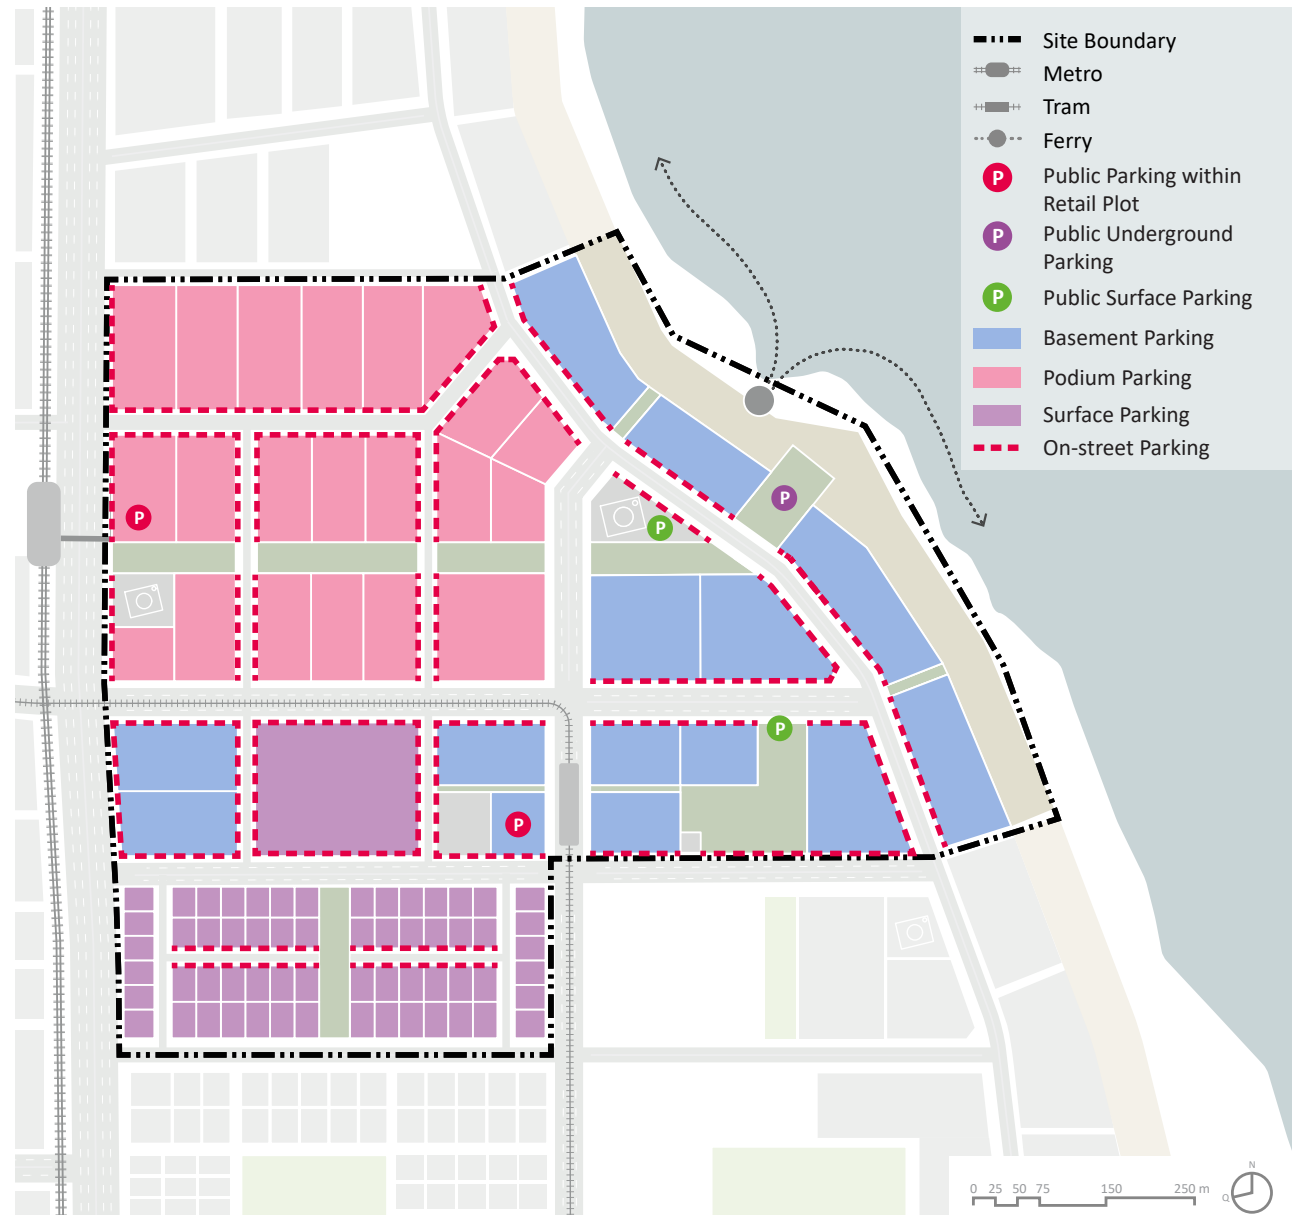 Site Boundary
Metro
Tram
Ferry
P Public Parking within
Retail Plot
P Public Underground
Parking
P Public Surface Parking
Basement Parking
Podium Parking
Surface Parking
On-street Parking
P
P
P
P
P
P
0 25 50 75 150 250 m
N
Q